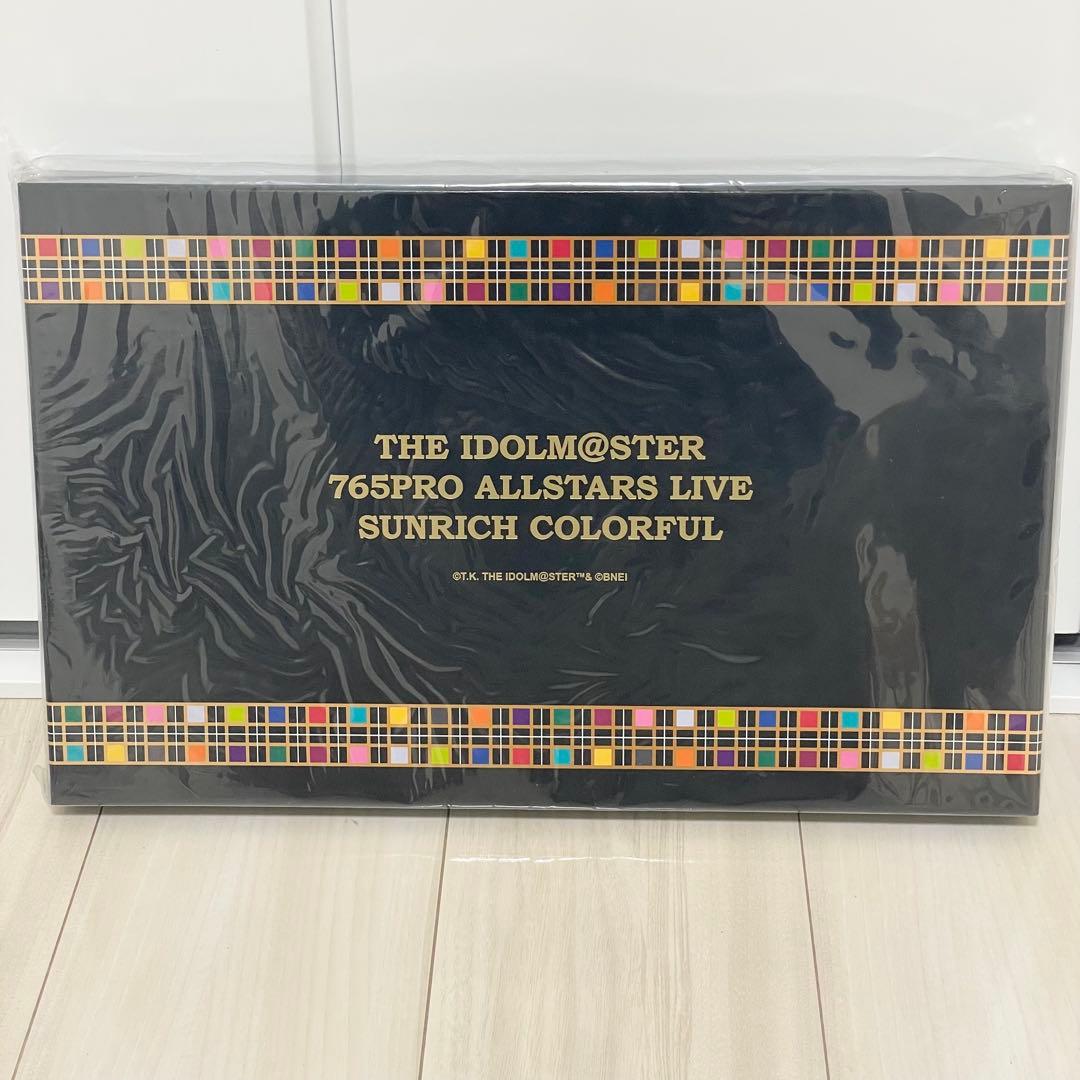 THE IDOLM@STER
765PRO ALLSTARS LIVE
SUNRICH COLORFUL
©T.K. THE IDOLM@STER™& ©BNEI